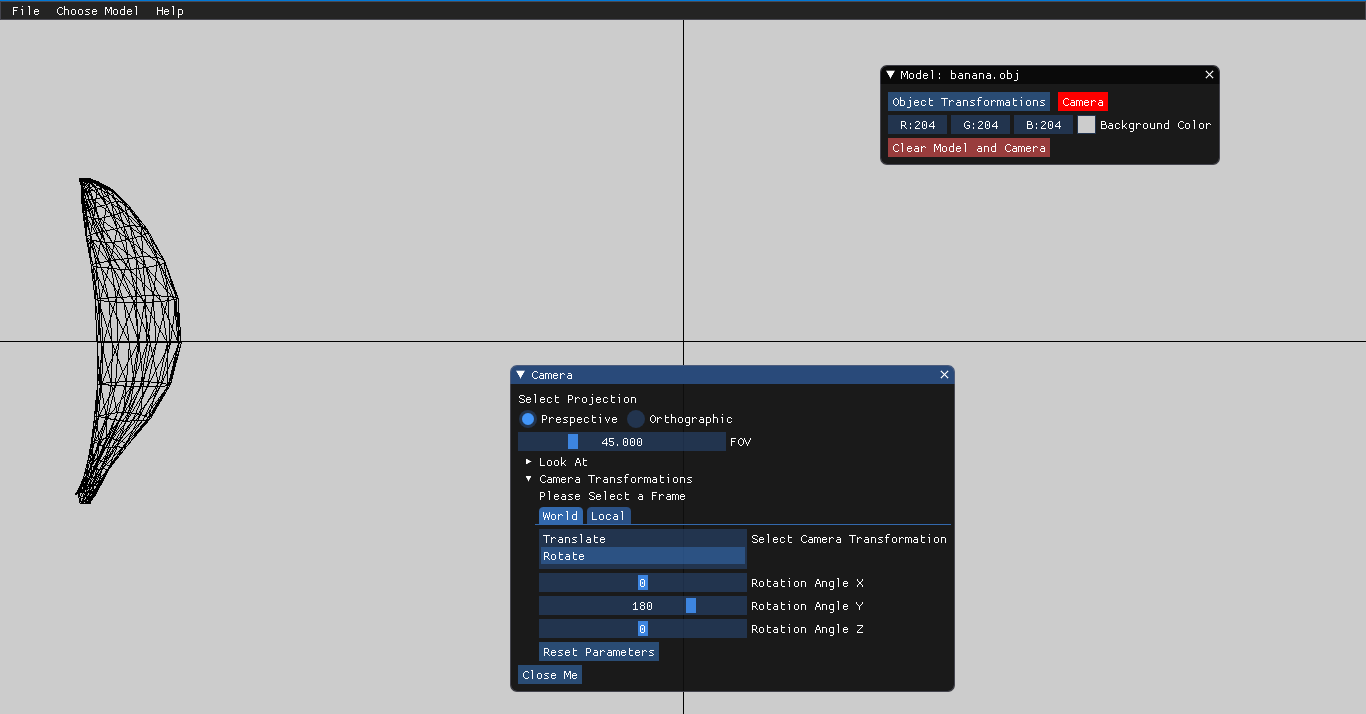 File Choose Model Help
Model: banana.obj
Object Transformations Camera
R:204 G:204 B:204 Background Color
Clear Model and Camera
Camera
Select Projection
Prespective Orthographic
45.000 FOV
Look At
Camera Transformations
Please Select a Frame
World Local
Translate Select Camera Transformation
Rotate
0 Rotation Angle X
180 Rotation Angle Y
0 Rotation Angle Z
Reset Parameters
Close Me